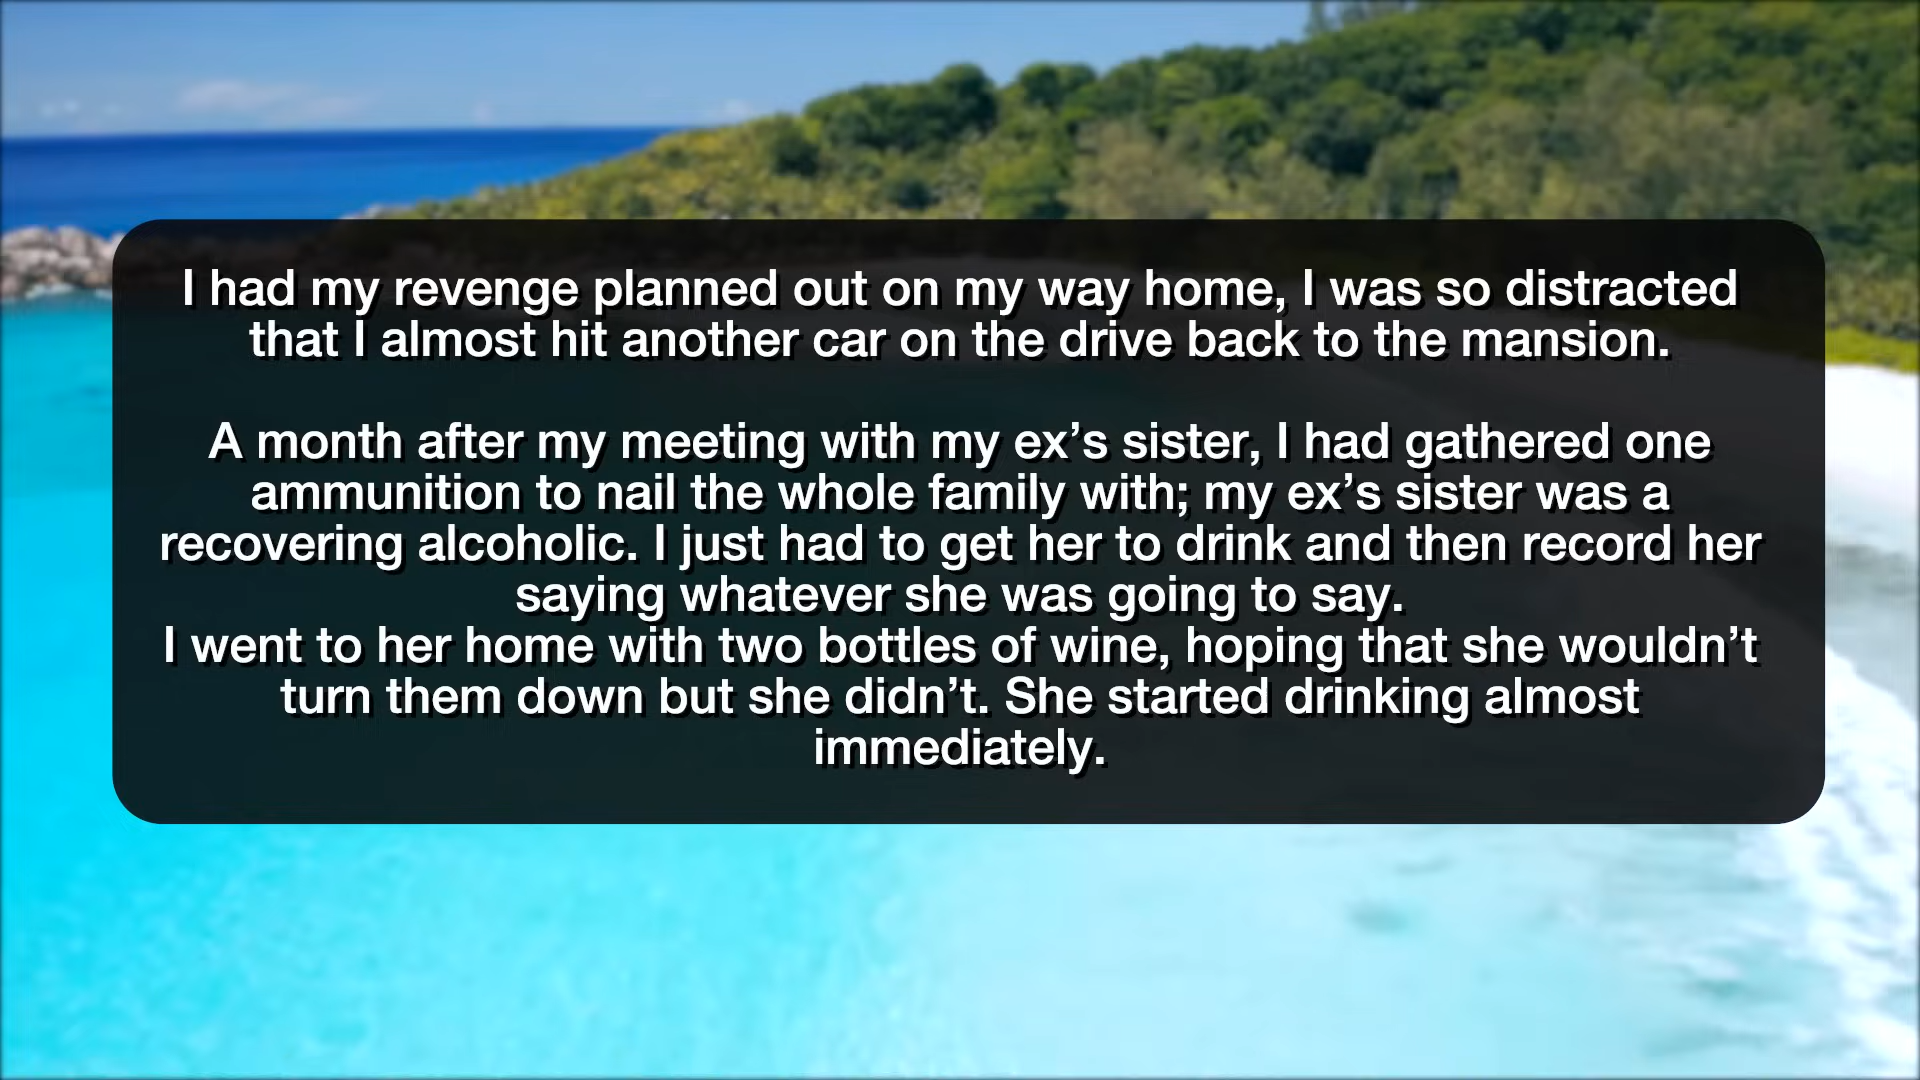 I had my revenge planned out on my way home, I was so distracted
that I almost hit another car on the drive back to the mansion.
A month after my meeting with my ex’s sister, I had gathered one
ammunition to nail the whole family with; my ex’s sister was a
recovering alcoholic. I just had to get her to drink and then record her
saying whatever she was going to say.
I went to her home with two bottles of wine, hoping that she wouldn’t
turn them down but she didn’t. She started drinking almost
immediately.